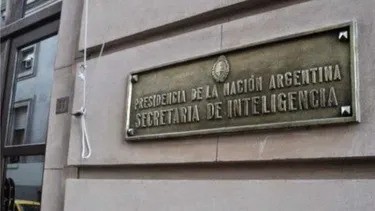 PRESIDENCIA DE LA NACIÓN ARGENTINA
SECRETARIA DE INTELIGENCIA